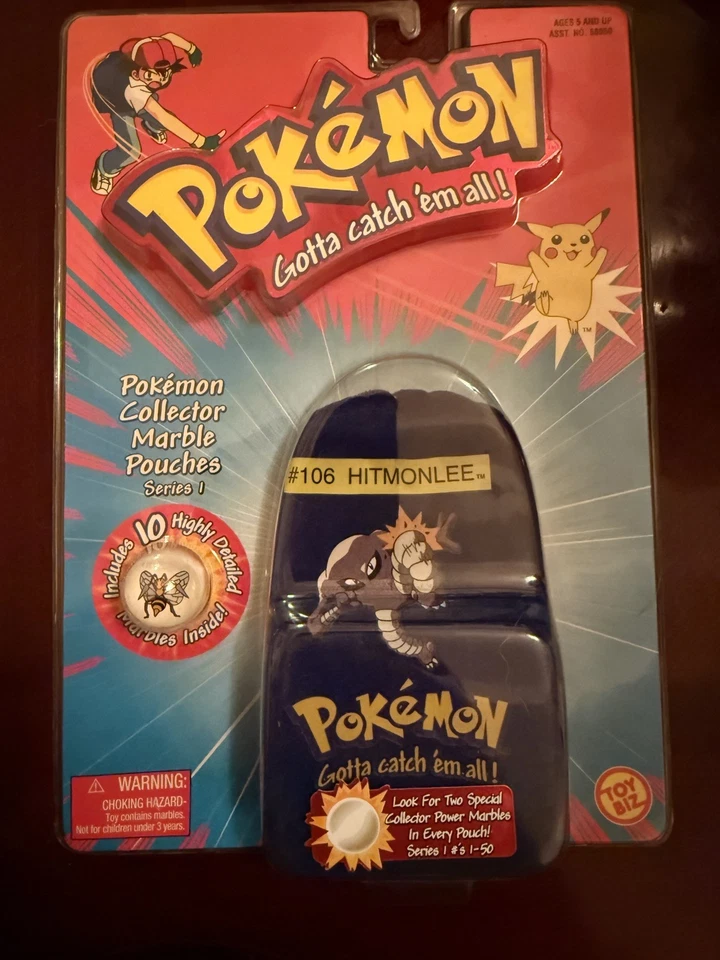 AGES 5 AND UP
POKÉMON
Gotta catch 'em all!
TM
Pokémon
Collector
Marble
Pouches
Series 1
Includes 10 Highly Detailed
Marbles Inside!
#106 HITMONLEE™
POKÉMON
Gotta catch 'em all!
Look For Two Special
Collector Power Marbles
In Every Pouch!
Series 1 #'s 1-50
WARNING:
CHOKING HAZARD-
Toy contains marbles.
Not for children under 3 years.
TOY
BIZ